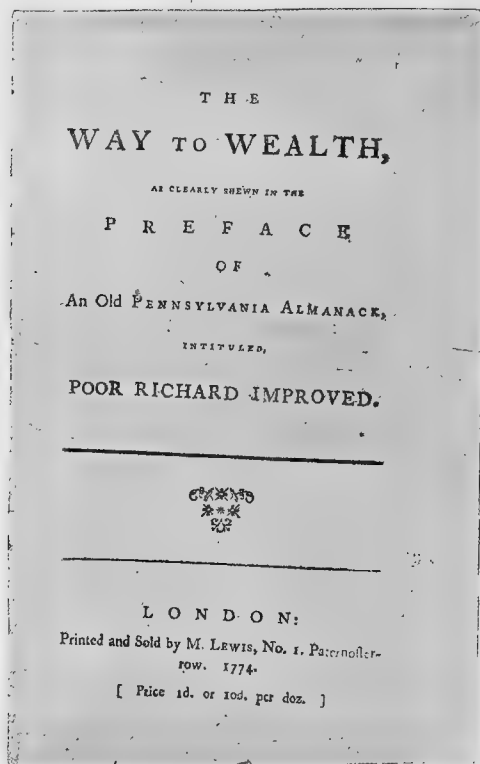 THE
WAY TO WEALTH,
AS CLEARLY SHEWN IN THE
PREFACE
OF
An Old PENNSYLVANIA ALMANACK,
INTITULED,
POOR RICHARD IMPROVED.
LONDON:
Printed and Sold by M. LEWIS, No. 1. Paternoſter-
row. 1774.
[ Price 1d. or 10d. per doz. ]